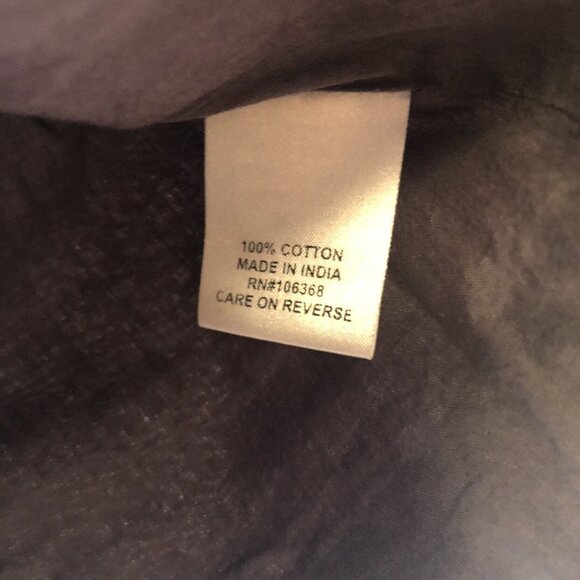 100% COTTON
MADE IN INDIA
RN#106368
CARE ON REVERSE